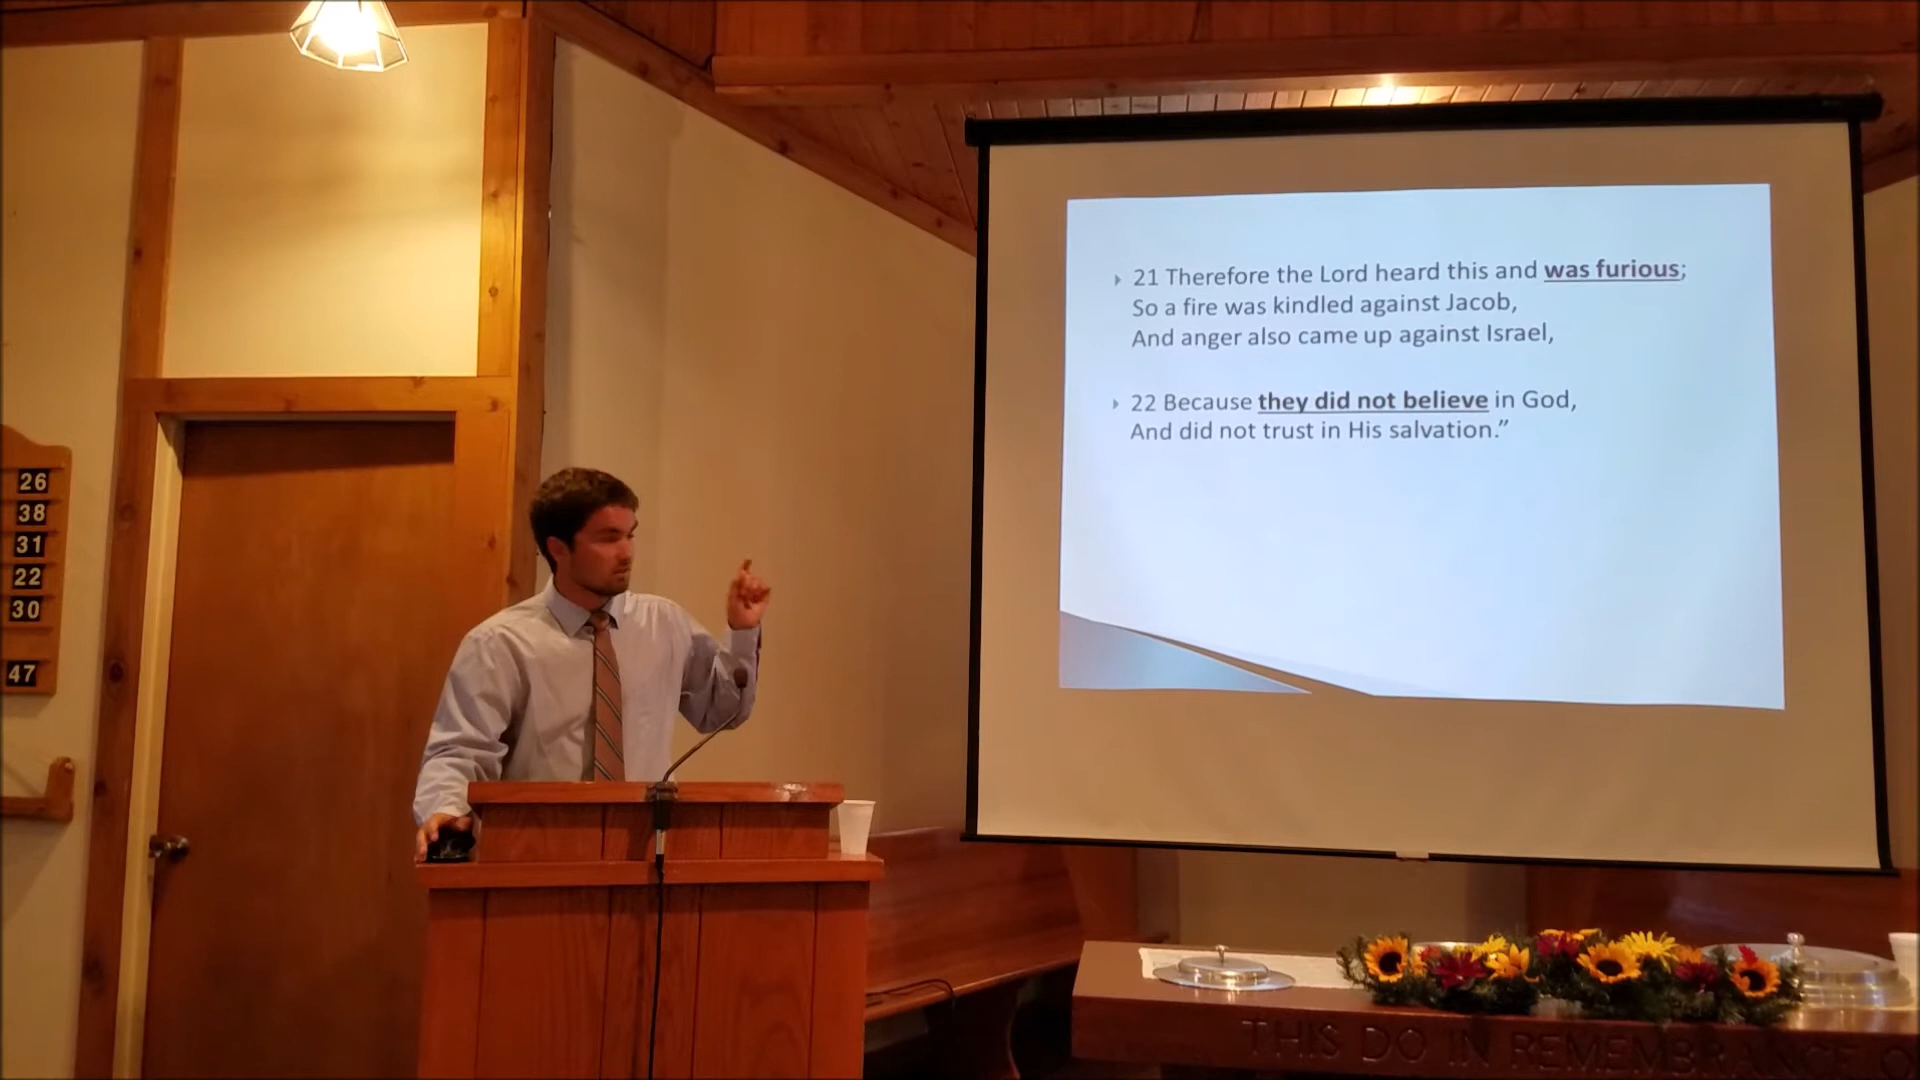 21 Therefore the Lord heard this and was furious;
So a fire was kindled against Jacob,
And anger also came up against Israel,
22 Because they did not believe in God,
And did not trust in His salvation.”
26
38
31
22
30
47
THIS DO IN REMEMBRANCE O